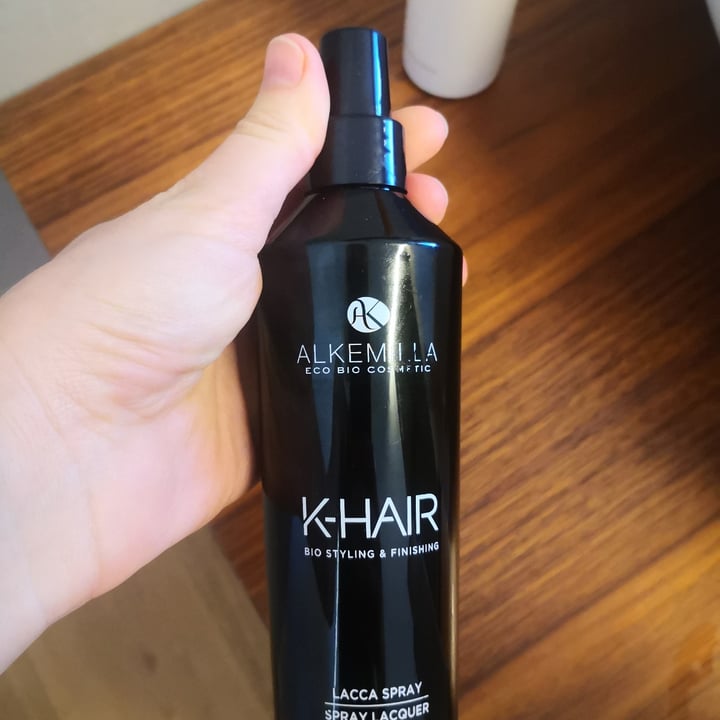 AK
ALKEMILLA
ECO BIO COSMETIC
K-HAIR
BIO STYLING & FINISHING
LACCA SPRAY
SPRAY LACQUER